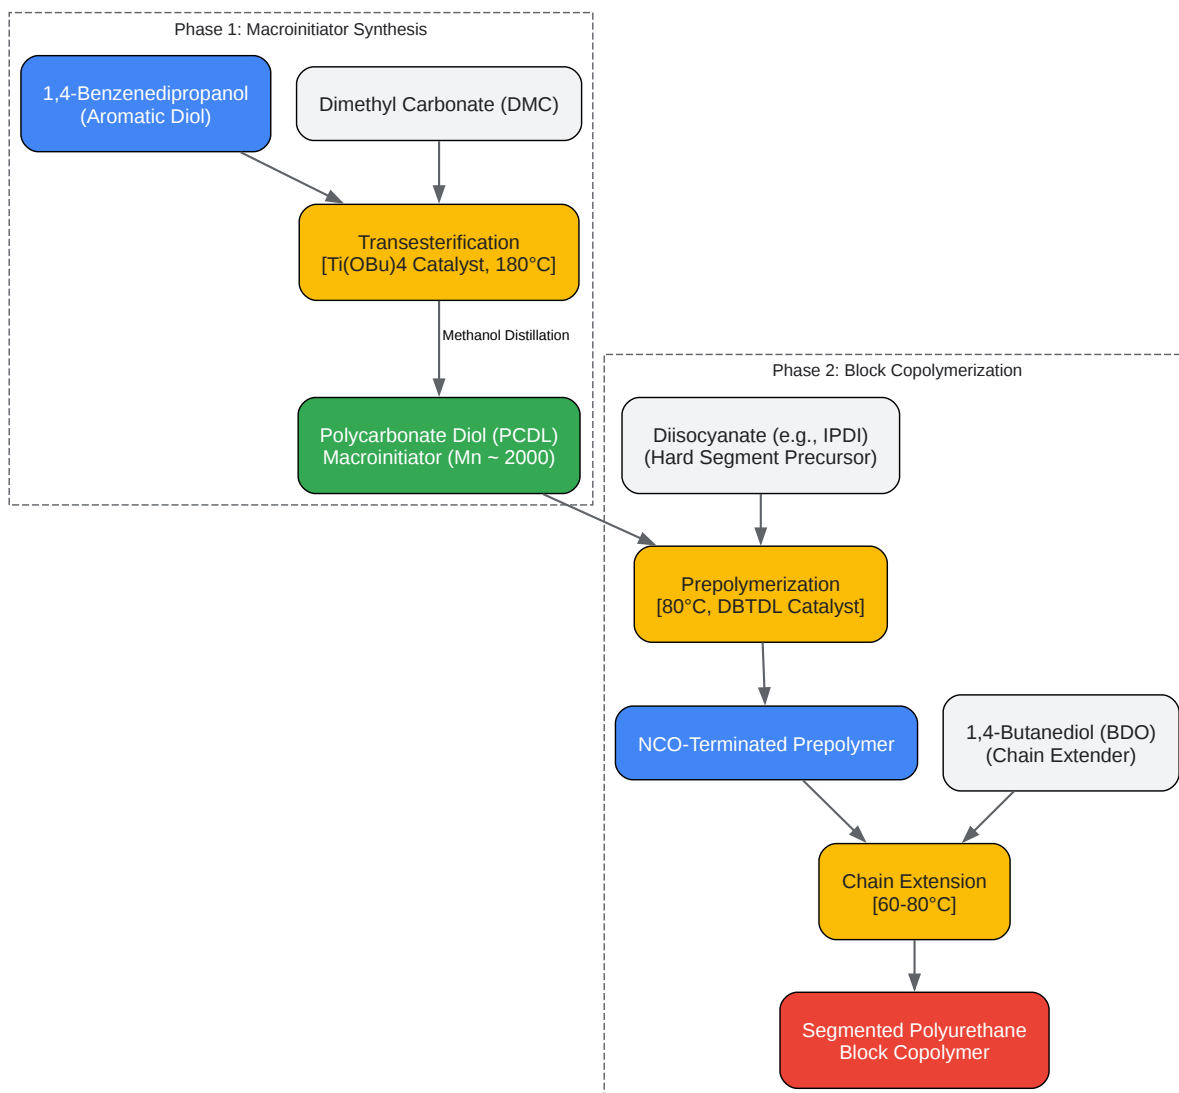 Phase 1: Macroinitiator Synthesis
1,4-Benzenedipropanol
(Aromatic Diol)
Dimethyl Carbonate (DMC)
Transesterification
[Ti(OBu)4 Catalyst, 180°C]
Methanol Distillation
Polycarbonate Diol (PCDL)
Macroinitiator (Mn ~ 2000)
Phase 2: Block Copolymerization
Diisocyanate (e.g., IPDI)
(Hard Segment Precursor)
Prepolymerization
[80°C, DBTDL Catalyst]
NCO-Terminated Prepolymer
1,4-Butanediol (BDO)
(Chain Extender)
Chain Extension
[60-80°C]
Segmented Polyurethane
Block Copolymer